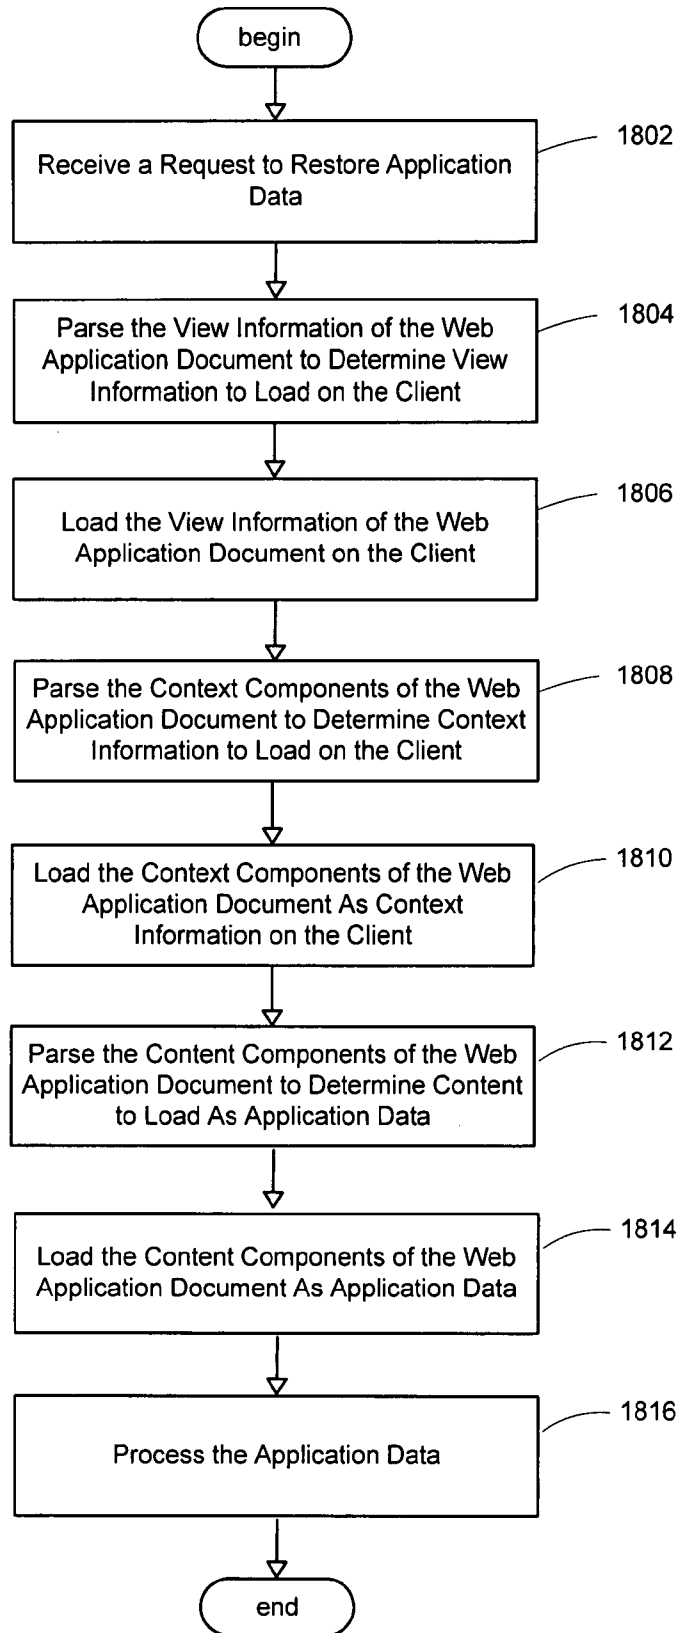 begin
1802
Receive a Request to Restore Application
Data
1804
Parse the View Information of the Web
Application Document to Determine View
Information to Load on the Client
1806
Load the View Information of the Web
Application Document on the Client
1808
Parse the Context Components of the Web
Application Document to Determine Context
Information to Load on the Client
1810
Load the Context Components of the Web
Application Document As Context
Information on the Client
1812
Parse the Content Components of the Web
Application Document to Determine Content
to Load As Application Data
1814
Load the Content Components of the Web
Application Document As Application Data
1816
Process the Application Data
end